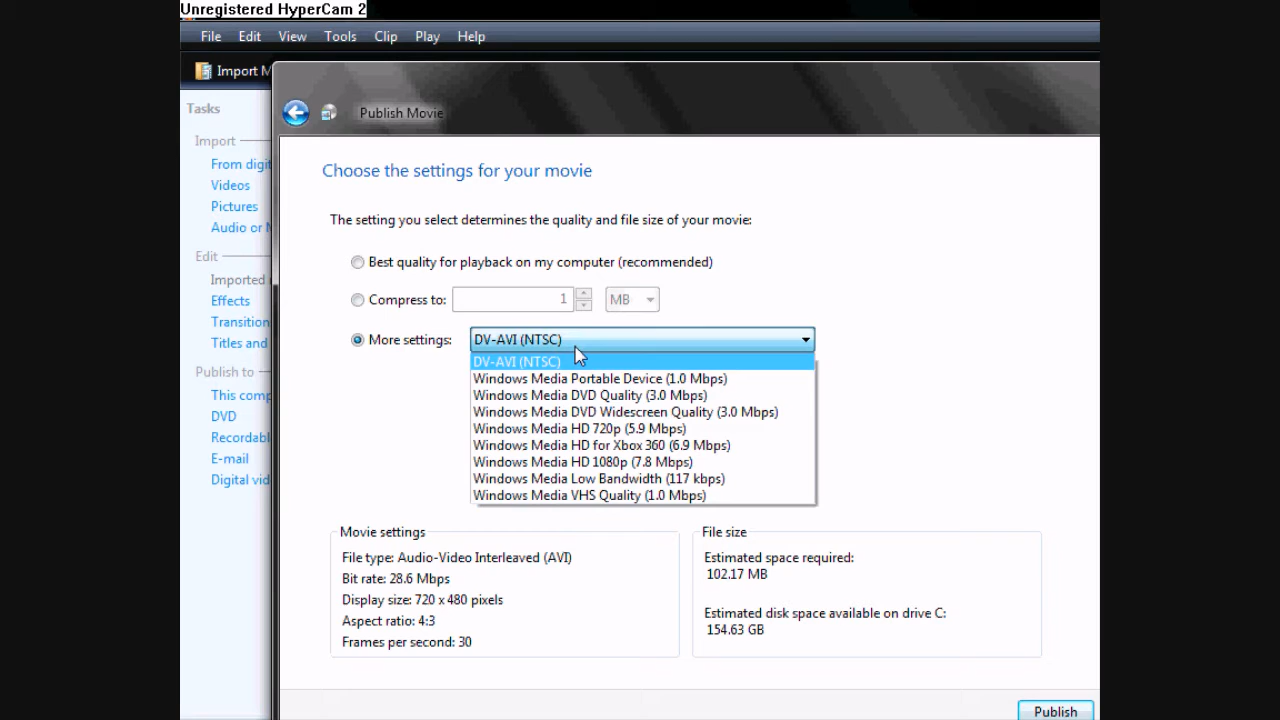 Unregistered HyperCam 2
File Edit View Tools Clip Play Help
Import M
Tasks
Import
From digit
Videos
Pictures
Audio or M
Edit
Imported
Effects
Transition
Titles and
Publish to
This comp
DVD
Recordabl
E-mail
Digital vid
Publish Movie
Choose the settings for your movie
The setting you select determines the quality and file size of your movie:
Best quality for playback on my computer (recommended)
Compress to: 1 MB
More settings: DV-AVI (NTSC)
DV-AVI (NTSC)
Windows Media Portable Device (1.0 Mbps)
Windows Media DVD Quality (3.0 Mbps)
Windows Media DVD Widescreen Quality (3.0 Mbps)
Windows Media HD 720p (5.9 Mbps)
Windows Media HD for Xbox 360 (6.9 Mbps)
Windows Media HD 1080p (7.8 Mbps)
Windows Media Low Bandwidth (117 kbps)
Windows Media VHS Quality (1.0 Mbps)
Movie settings
File type: Audio-Video Interleaved (AVI)
Bit rate: 28.6 Mbps
Display size: 720 x 480 pixels
Aspect ratio: 4:3
Frames per second: 30
File size
Estimated space required:
102.17 MB
Estimated disk space available on drive C:
154.63 GB
Publish